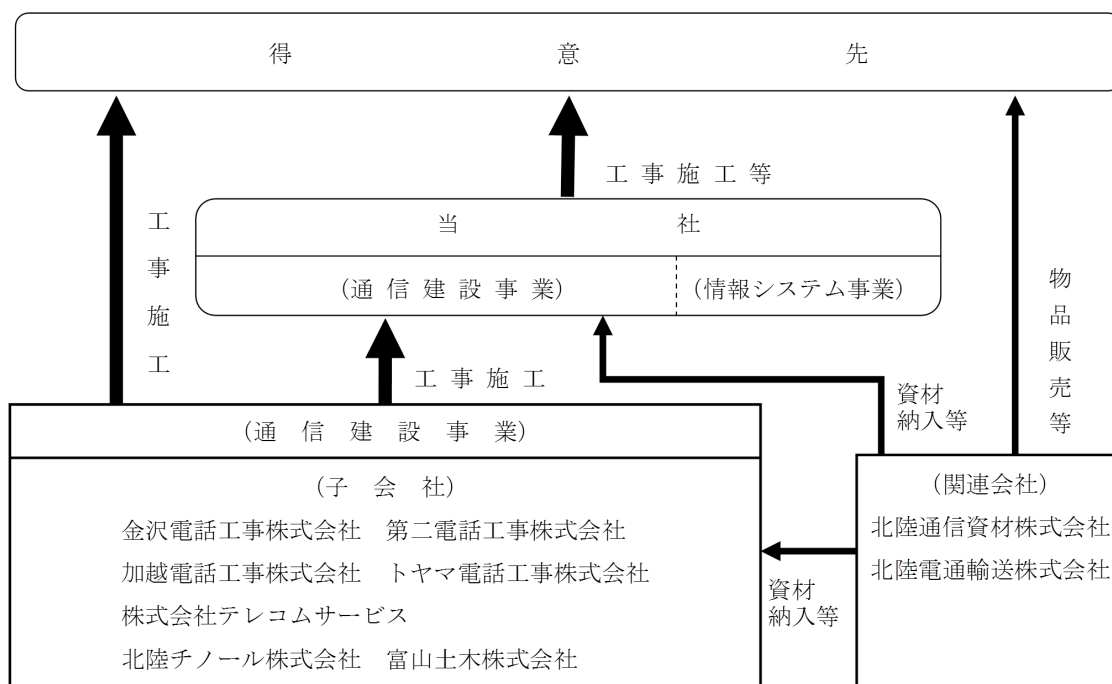 得意先
工事施工等
工事施工
当社
(通信建設事業) (情報システム事業)
物品販売等
工事施工
資材
納入等
(通信建設事業)
(子会社)
金沢電話工事株式会社 第二電話工事株式会社
加越電話工事株式会社 トヤマ電話工事株式会社
株式会社テレコムサービス
北陸チノール株式会社 富山土木株式会社
(関連会社)
北陸通信資材株式会社
北陸電通輸送株式会社
資材
納入等